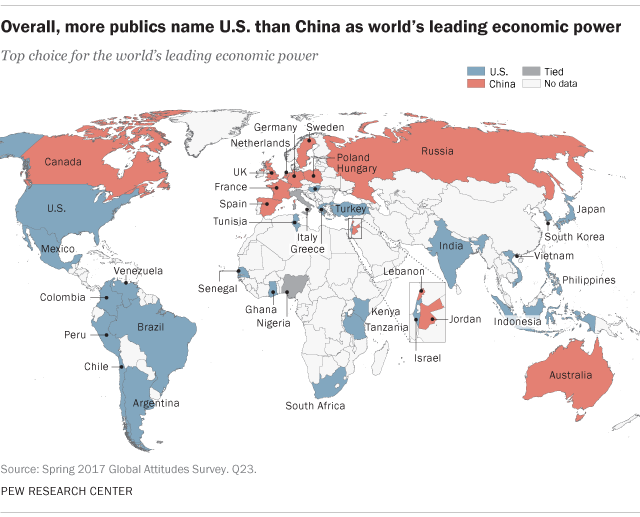 Overall, more publics name U.S. than China as world's leading economic power
Top choice for the world's leading economic power
U.S. Tied
China No data
Germany Sweden
Netherlands
Canada
UK
Poland
Hungary
Russia
France
Spain
U.S.
Turkey
Japan
Tunisia
Italy
Greece
South Korea
Mexico
India
Vietnam
Venezuela
Lebanon
Philippines
Colombia
Senegal
Ghana
Nigeria
Kenya
Tanzania
Jordan
Indonesia
Peru
Brazil
Israel
Chile
Australia
Argentina
South Africa
Source: Spring 2017 Global Attitudes Survey. Q23.
PEW RESEARCH CENTER